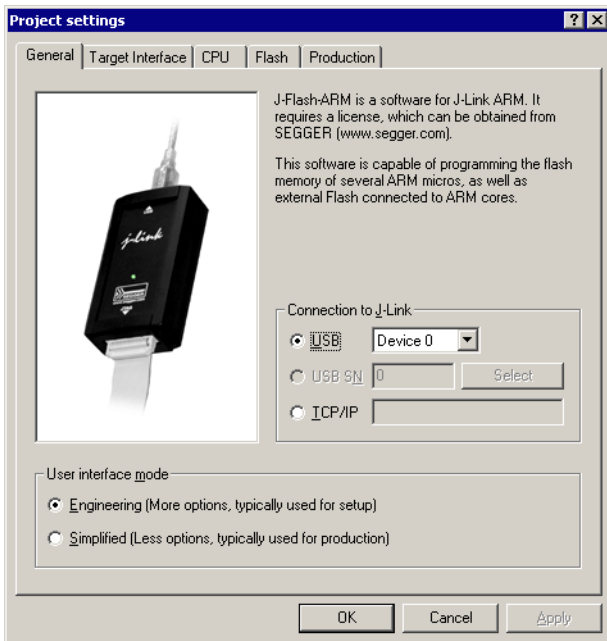 Project settings
General Target Interface CPU Flash Production
J-Flash-ARM is a software for J-Link ARM. It
requires a license, which can be obtained from
SEGGER (www.segger.com).
This software is capable of programming the flash
memory of several ARM micros, as well as
external Flash connected to ARM cores.
j-link
Connection to J-Link
USB Device 0
USB SN 0 Select
TCP/IP
User interface mode
Engineering (More options, typically used for setup)
Simplified (Less options, typically used for production)
OK Cancel Apply